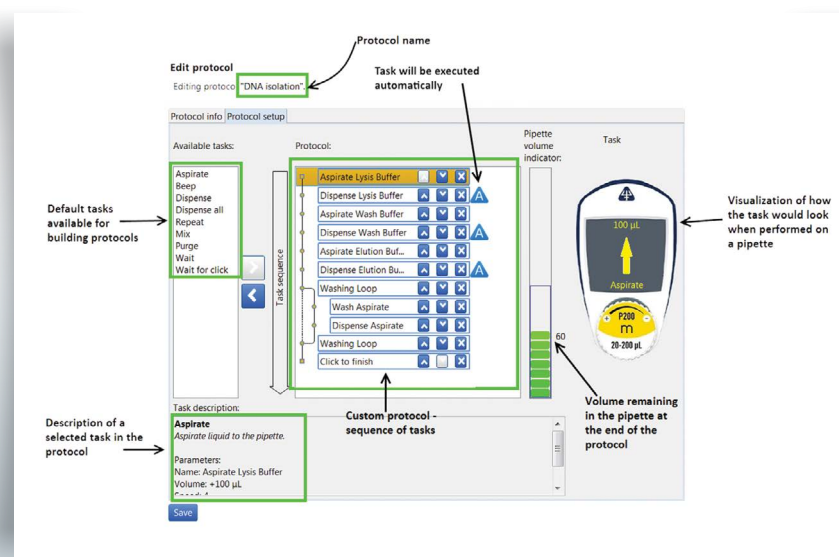 Protocol name
Edit protocol
Editing protocol "DNA isolation".
Task will be executed
automatically
Protocol info Protocol setup
Available tasks:
Protocol:
Pipette
volume
indicator:
Task
Aspirate
Beep
Dispense
Dispense all
Repeat
Mix
Purge
Wait
Wait for click
Default tasks
available for
building protocols
Task sequence
Aspirate Lysis Buffer
Dispense Lysis Buffer A
Aspirate Wash Buffer
Dispense Wash Buffer A
Aspirate Elution Buf...
Dispense Elution Bu... A
Washing Loop
Wash Aspirate
Dispense Aspirate
Washing Loop
Click to finish
60
100 µL
Aspirate
P200
m
+ -
20-200 µL
Visualization of how
the task would look
when performed on
a pipette
Volume remaining
in the pipette at
the end of the
protocol
Custom protocol -
sequence of tasks
Task description:
Description of a
selected task in the
protocol
Aspirate
Aspirate liquid to the pipette.
Parameters:
Name: Aspirate Lysis Buffer
Volume: +100 µL
Speed: 4
Save